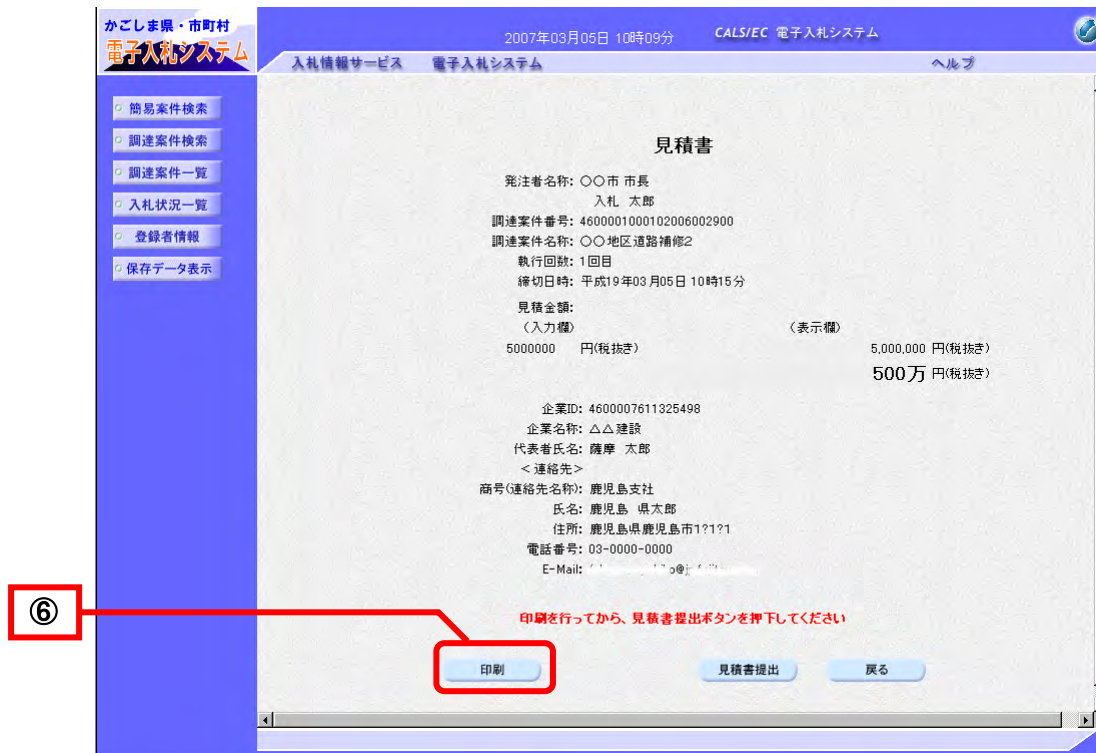 かごしま県・市町村
電子入札システム
2007年03月05日 10時09分
CALS/EC 電子入札システム
入札情報サービス
電子入札システム
ヘルプ
簡易案件検索
調達案件検索
調達案件一覧
入札状況一覧
登録者情報
保存データ表示
見積書
発注者名称: 〇〇市 市長
入札 太郎
調達案件番号: 4600001000102006002900
調達案件名称: 〇〇地区道路補修2
執行回数: 1回目
締切日時: 平成19年03月05日 10時15分
見積金額:
(入力欄) (表示欄)
5000000 円(税抜き) 5,000,000 円(税抜き)
500万 円(税抜き)
企業ID: 4600007611325498
企業名称: △△建設
代表者氏名: 薩摩 太郎
<連絡先>
商号(連絡先名称): 鹿児島支社
氏名: 鹿児島 県太郎
住所: 鹿児島県鹿児島市1?1?1
電話番号: 03-0000-0000
E-Mail:
印刷を行ってから、見積書提出ボタンを押下してください
⑥
印刷 見積書提出 戻る